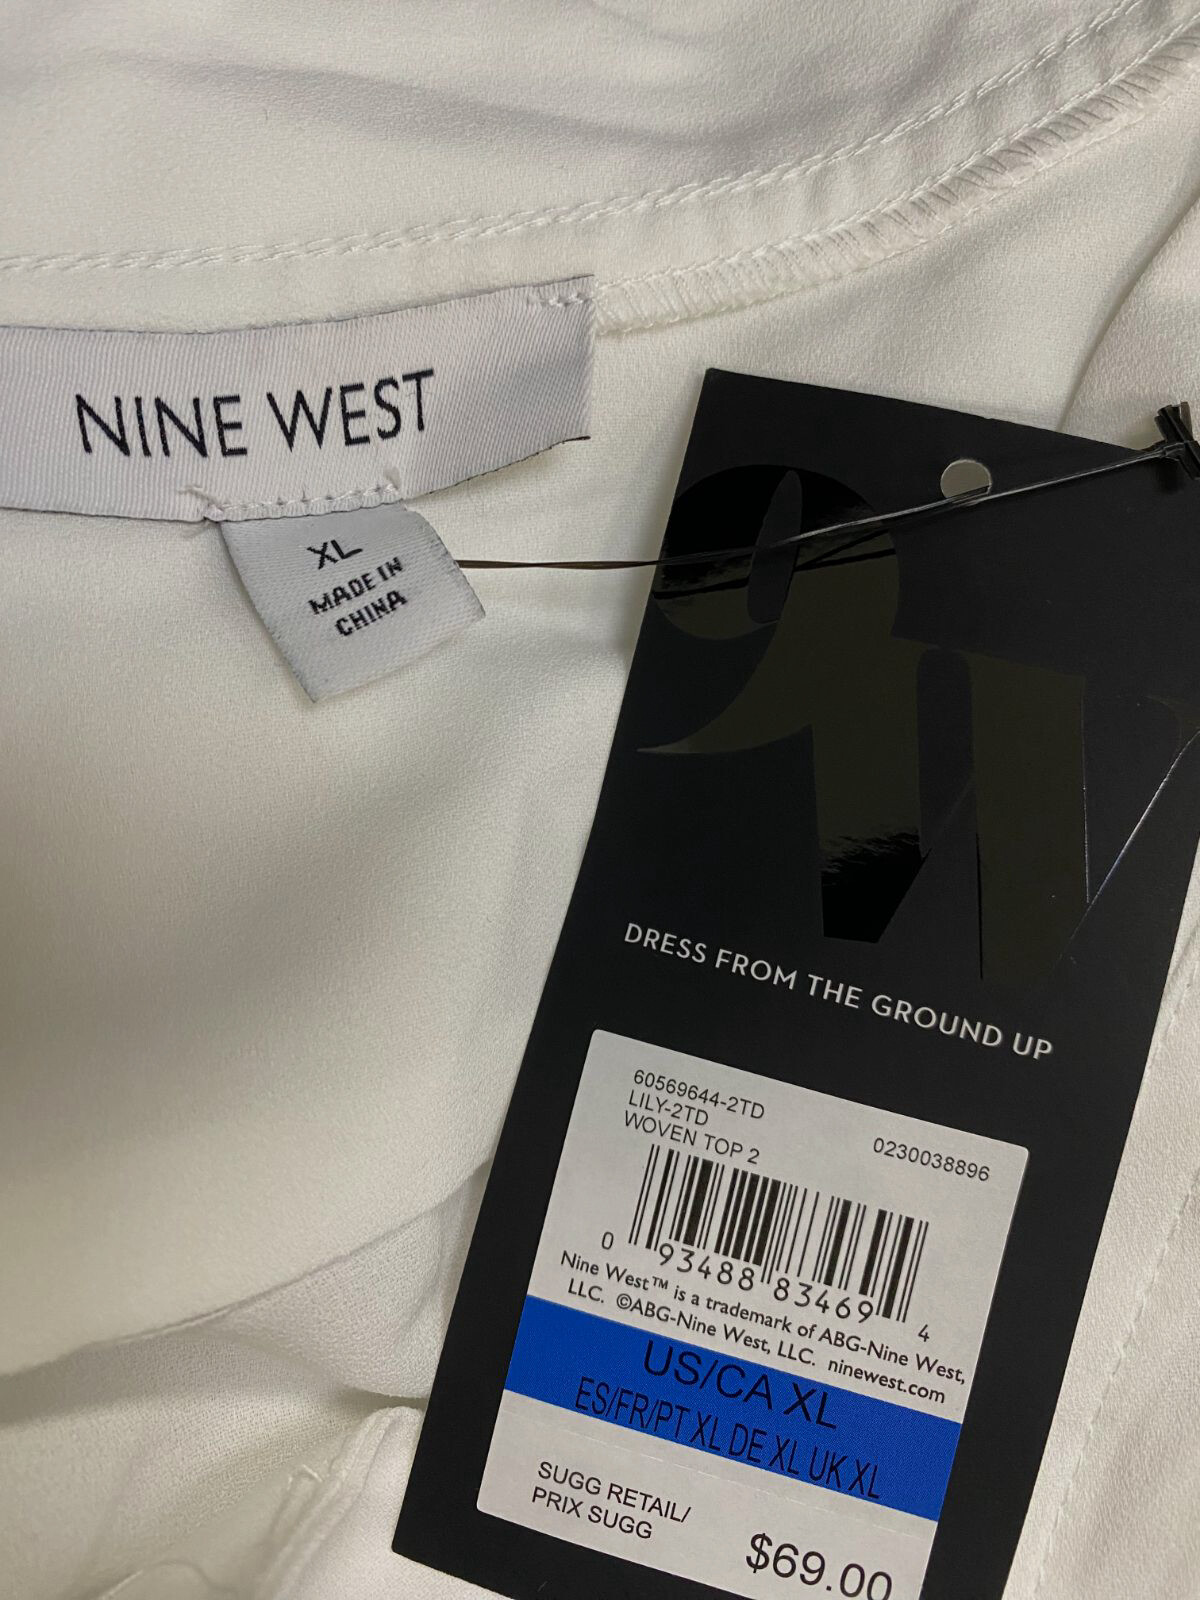 NINE WEST
XL
MADE IN
CHINA
9W
DRESS FROM THE GROUND UP
60569644-2TD
LILY-2TD
WOVEN TOP 2
0230038896
0 93488 83469 4
Nine West™ is a trademark of ABG-Nine West,
LLC. ©ABG-Nine West, LLC. ninewest.com
US/CA XL
ES/FR/PT XL DE XL UK XL
SUGG RETAIL/
PRIX SUGG
$69.00